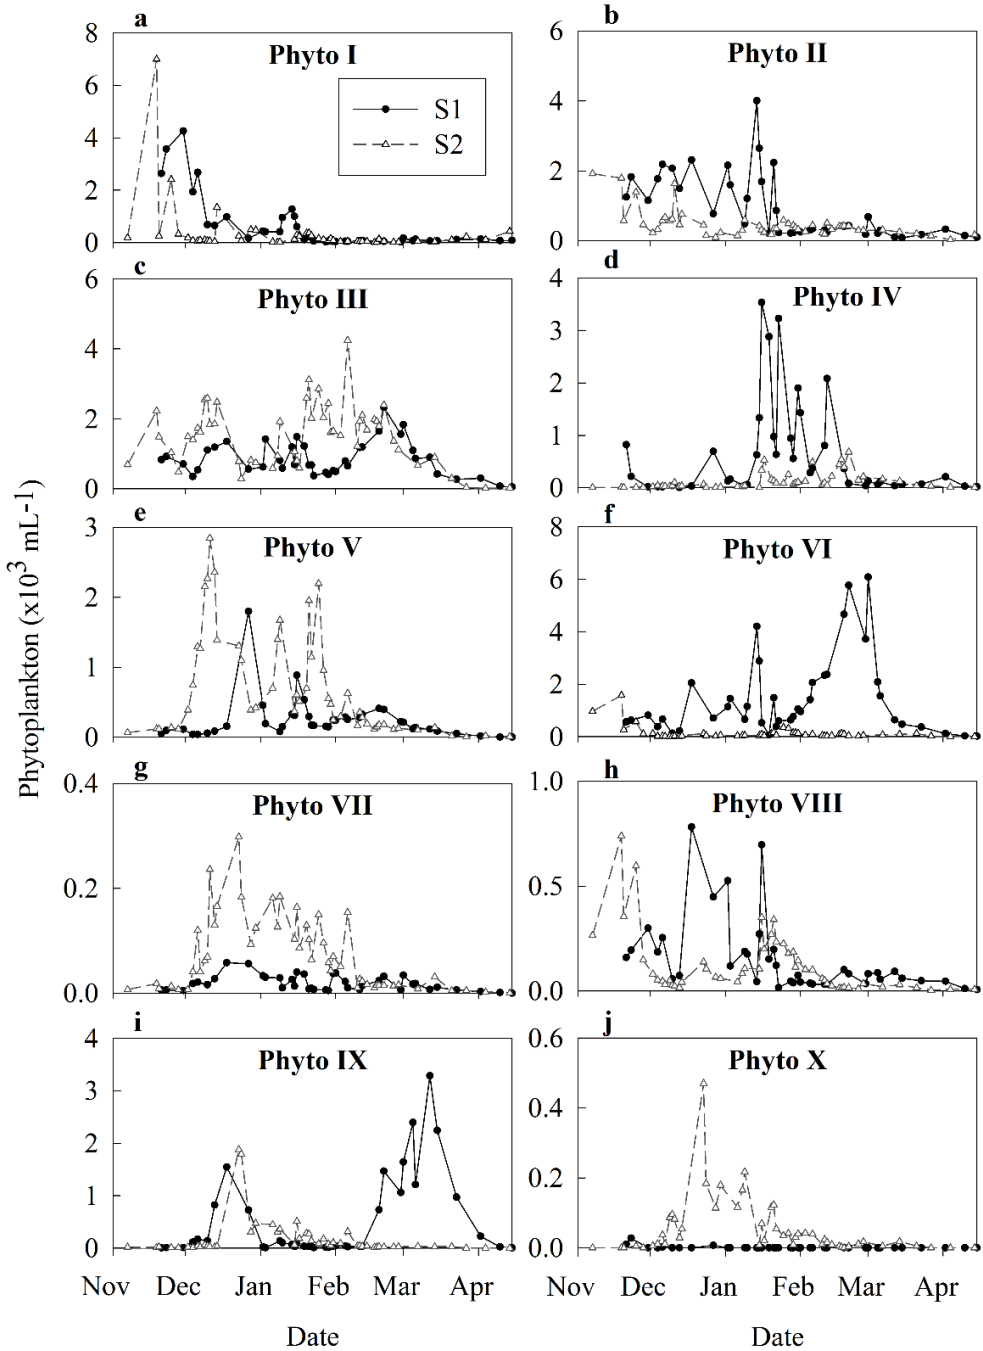 a
b
8
6
4
2
0
Phyto I
S1
S2
6
4
2
0
Phyto II
c
d
6
4
2
0
Phyto III
4
3
2
1
0
Phyto IV
e
f
3
2
1
0
Phyto V
8
6
4
2
0
Phyto VI
Phytoplankton (x10³ mL-¹)
g
h
0.4
0.2
0.0
Phyto VII
1.0
0.5
0.0
Phyto VIII
i
j
4
3
2
1
0
Phyto IX
0.6
0.4
0.2
0.0
Phyto X
Nov Dec Jan Feb Mar Apr
Nov Dec Jan Feb Mar Apr
Date
Date